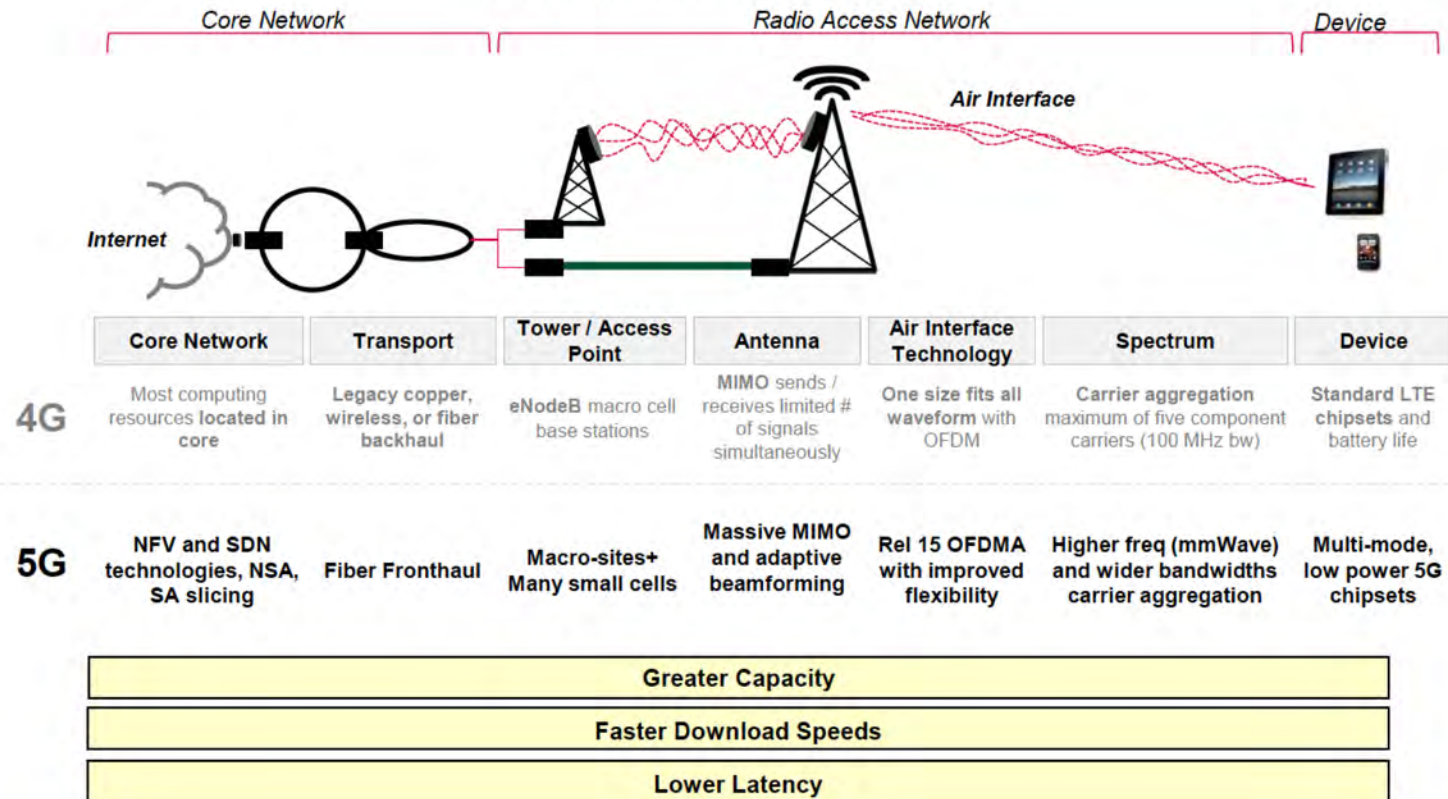 Core Network
Radio Access Network
Device
Air Interface
Internet
Core Network
Transport
Tower / Access
Point
Antenna
Air Interface
Technology
Spectrum
Device
4G
Most computing
resources located in
core
Legacy copper,
wireless, or fiber
backhaul
eNodeB macro cell
base stations
MIMO sends /
receives limited #
of signals
simultaneously
One size fits all
waveform with
OFDM
Carrier aggregation
maximum of five component
carriers (100 MHz bw)
Standard LTE
chipsets and
battery life
5G
NFV and SDN
technologies, NSA,
SA slicing
Fiber Fronthaul
Macro-sites+
Many small cells
Massive MIMO
and adaptive
beamforming
Rel 15 OFDMA
with improved
flexibility
Higher freq (mmWave)
and wider bandwidths
carrier aggregation
Multi-mode,
low power 5G
chipsets
Greater Capacity
Faster Download Speeds
Lower Latency